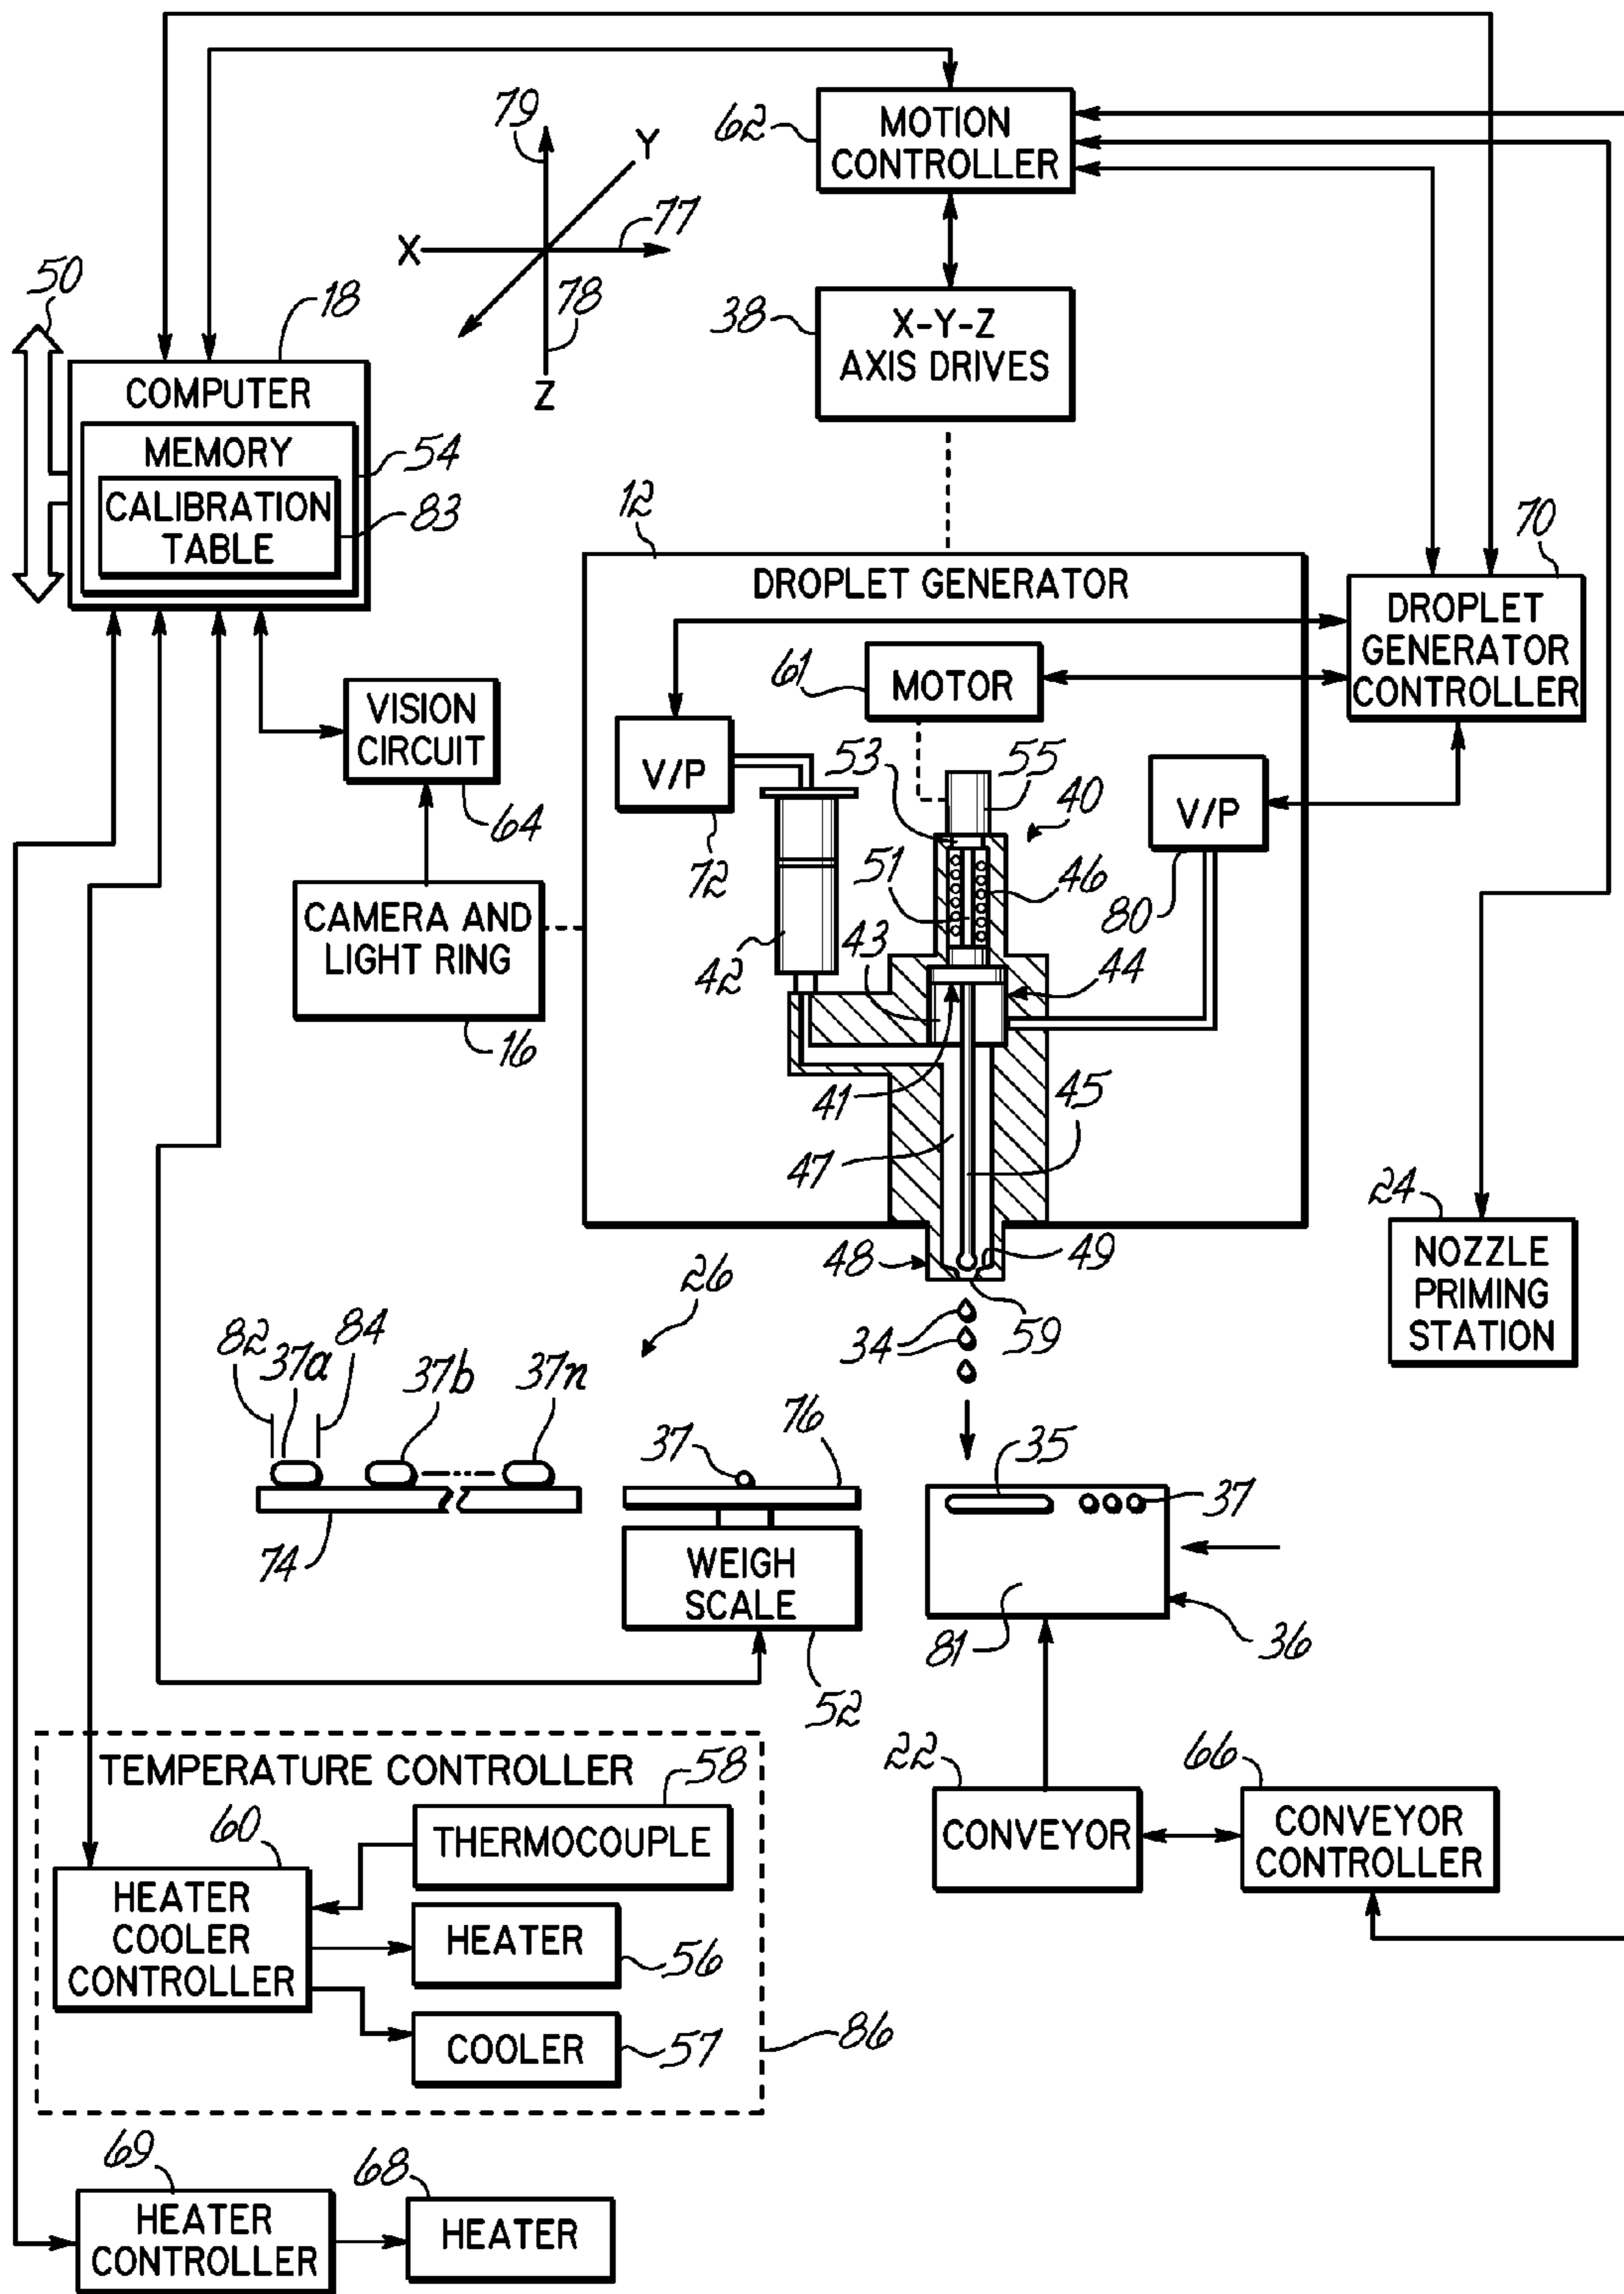 79
Y
62
MOTION
CONTROLLER
X
77
50
18
78
Z
38
X-Y-Z
AXIS DRIVES
COMPUTER
MEMORY
54
CALIBRATION
TABLE
83
12
70
DROPLET GENERATOR
DROPLET
GENERATOR
CONTROLLER
61
MOTOR
VISION
CIRCUIT
64
V/P
72
53
55
40
V/P
80
51
46
42
43
44
CAMERA AND
LIGHT RING
16
41
45
47
24
NOZZLE
PRIMING
STATION
48
49
26
34
59
82
84
37a
37b
37n
76
37
35
37
74
WEIGH
SCALE
52
81
36
TEMPERATURE CONTROLLER
58
THERMOCOUPLE
60
HEATER
COOLER
CONTROLLER
HEATER
56
COOLER
57
86
22
CONVEYOR
66
CONVEYOR
CONTROLLER
69
HEATER
CONTROLLER
68
HEATER